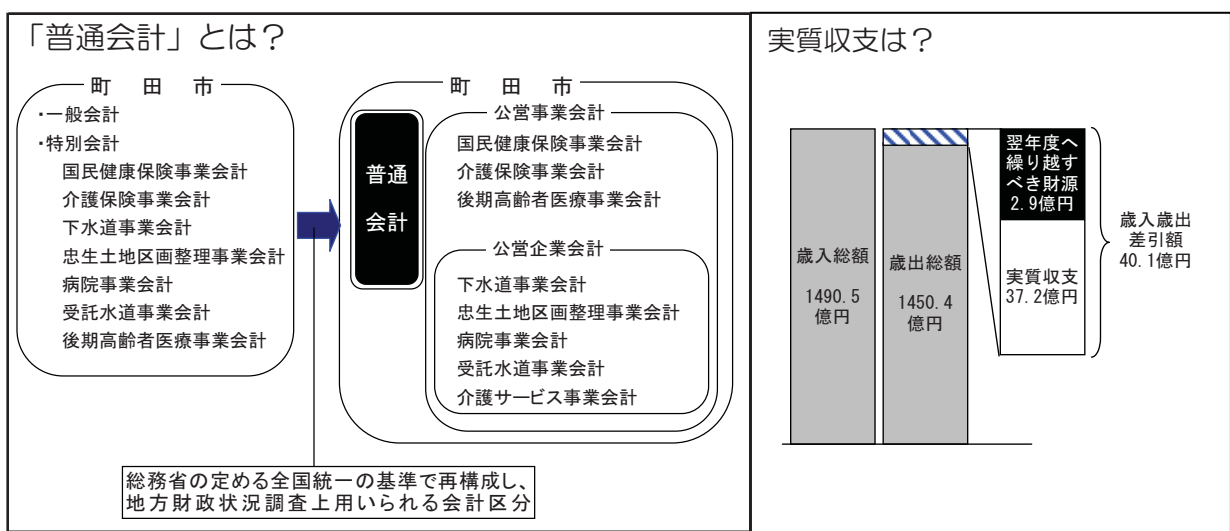 「普通会計」とは？
町　田　市
・一般会計
・特別会計
国民健康保険事業会計
介護保険事業会計
下水道事業会計
忠生土地区画整理事業会計
病院事業会計
受託水道事業会計
後期高齢者医療事業会計
町　田　市
普通
会計
公営事業会計
国民健康保険事業会計
介護保険事業会計
後期高齢者医療事業会計
公営企業会計
下水道事業会計
忠生土地区画整理事業会計
病院事業会計
受託水道事業会計
介護サービス事業会計
総務省の定める全国統一の基準で再構成し、
地方財政状況調査上用いられる会計区分
実質収支は？
歳入総額
1490.5
億円
歳出総額
1450.4
億円
翌年度へ
繰り越す
べき財源
2.9億円
実質収支
37.2億円
歳入歳出
差引額
40.1億円